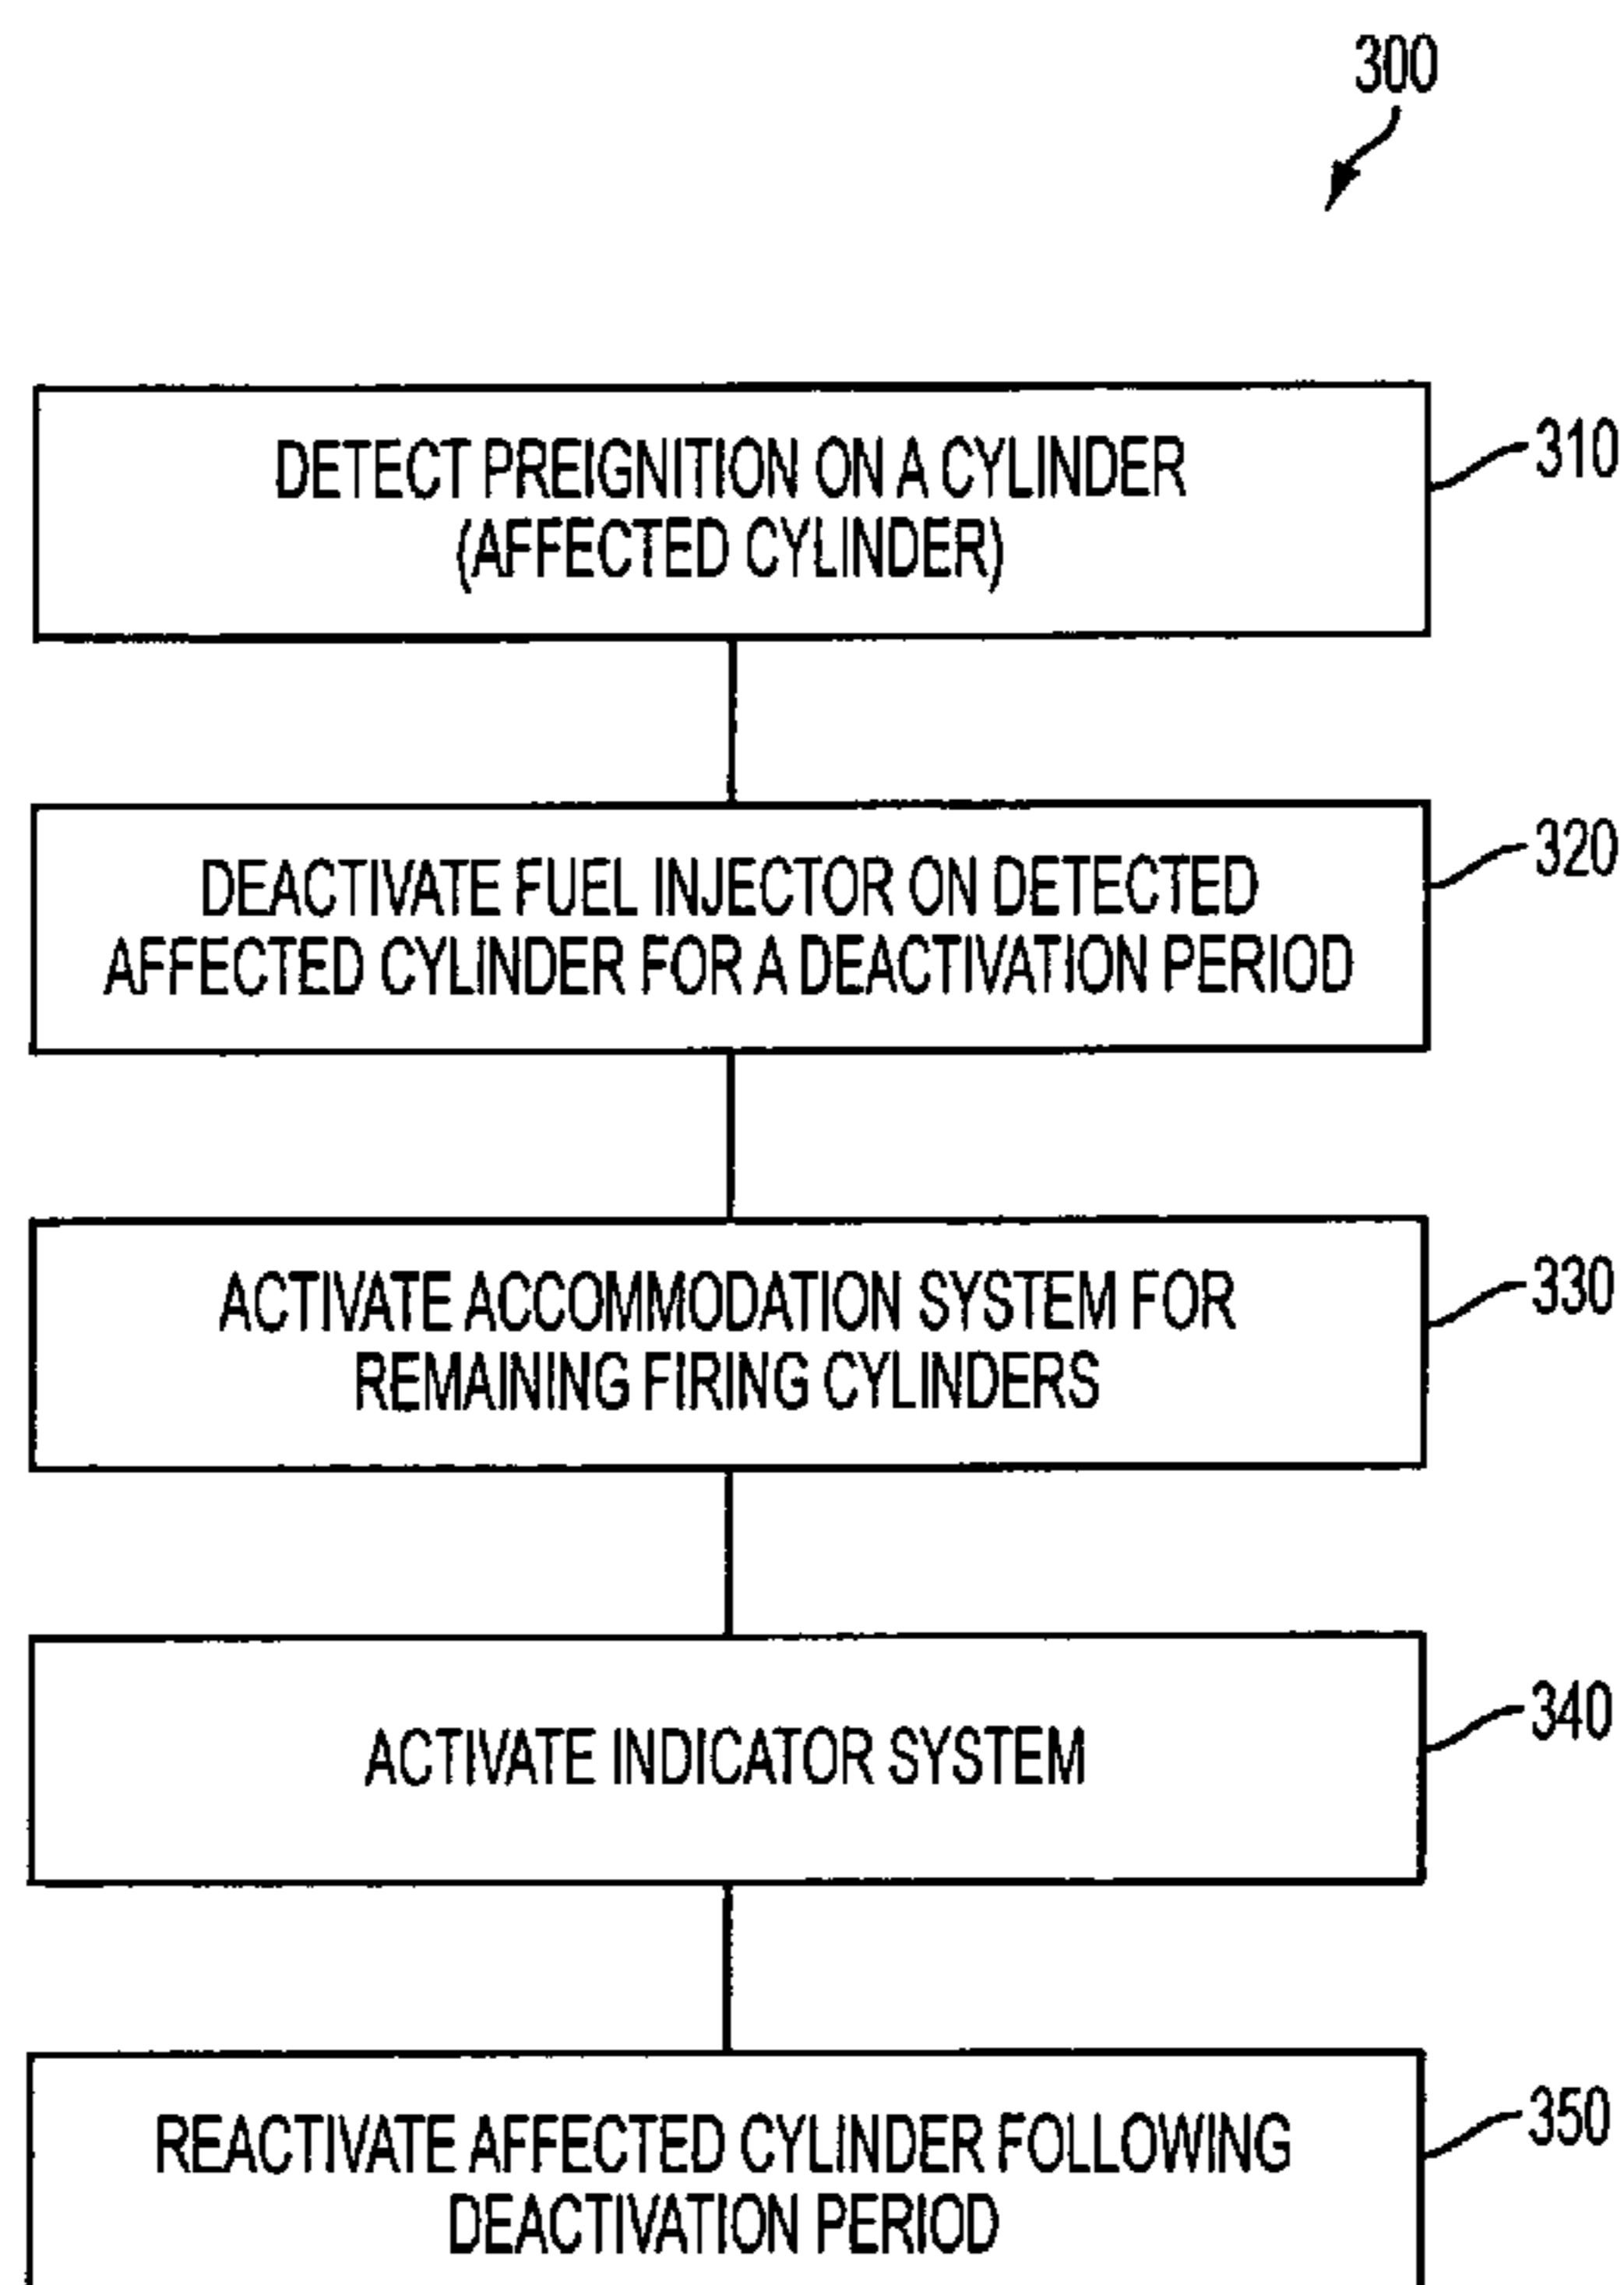 300
DETECT PREIGNITION ON A CYLINDER
(AFFECTED CYLINDER)
310
DEACTIVATE FUEL INJECTOR ON DETECTED
AFFECTED CYLINDER FOR A DEACTIVATION PERIOD
320
ACTIVATE ACCOMMODATION SYSTEM FOR
REMAINING FIRING CYLINDERS
330
ACTIVATE INDICATOR SYSTEM
340
REACTIVATE AFFECTED CYLINDER FOLLOWING
DEACTIVATION PERIOD
350